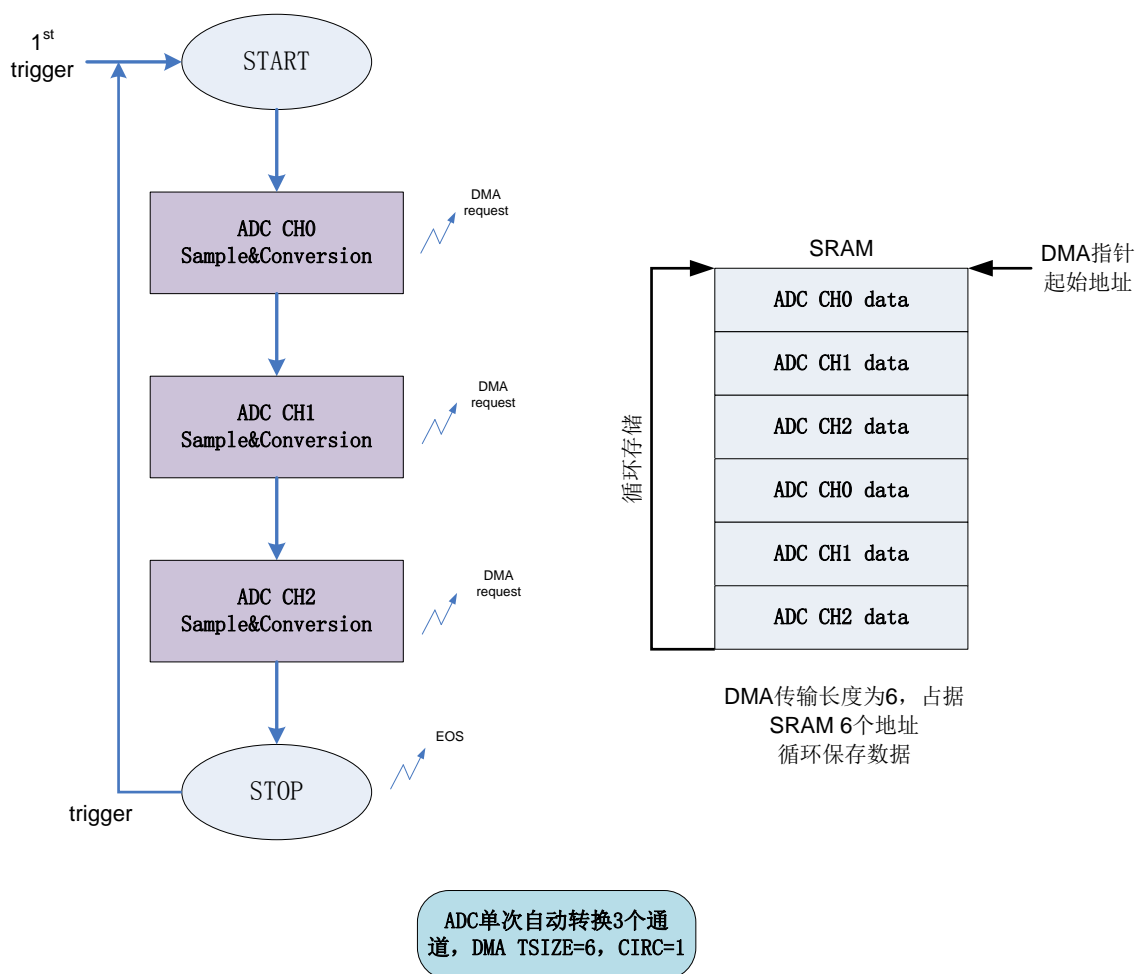 1st
trigger
START
ADC CH0
Sample&Conversion
DMA
request
ADC CH1
Sample&Conversion
DMA
request
ADC CH2
Sample&Conversion
DMA
request
STOP
EOS
trigger
SRAM
DMA指针
起始地址
ADC CH0 data
ADC CH1 data
ADC CH2 data
ADC CH0 data
ADC CH1 data
ADC CH2 data
循环存储
DMA传输长度为6，占据
SRAM 6个地址
循环保存数据
ADC单次自动转换3个通
道，DMA TSIZE=6，CIRC=1